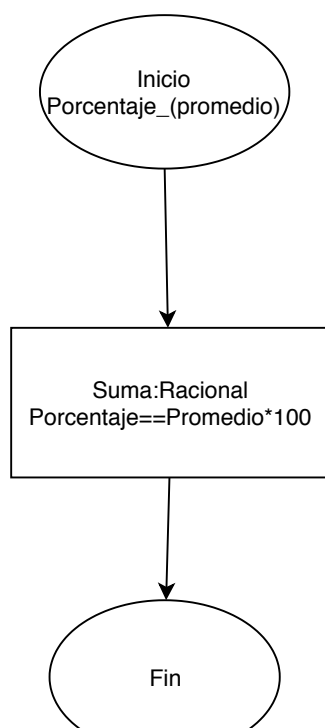 Inicio
Porcentaje_(promedio)
Suma:Racional
Porcentaje==Promedio*100
Fin